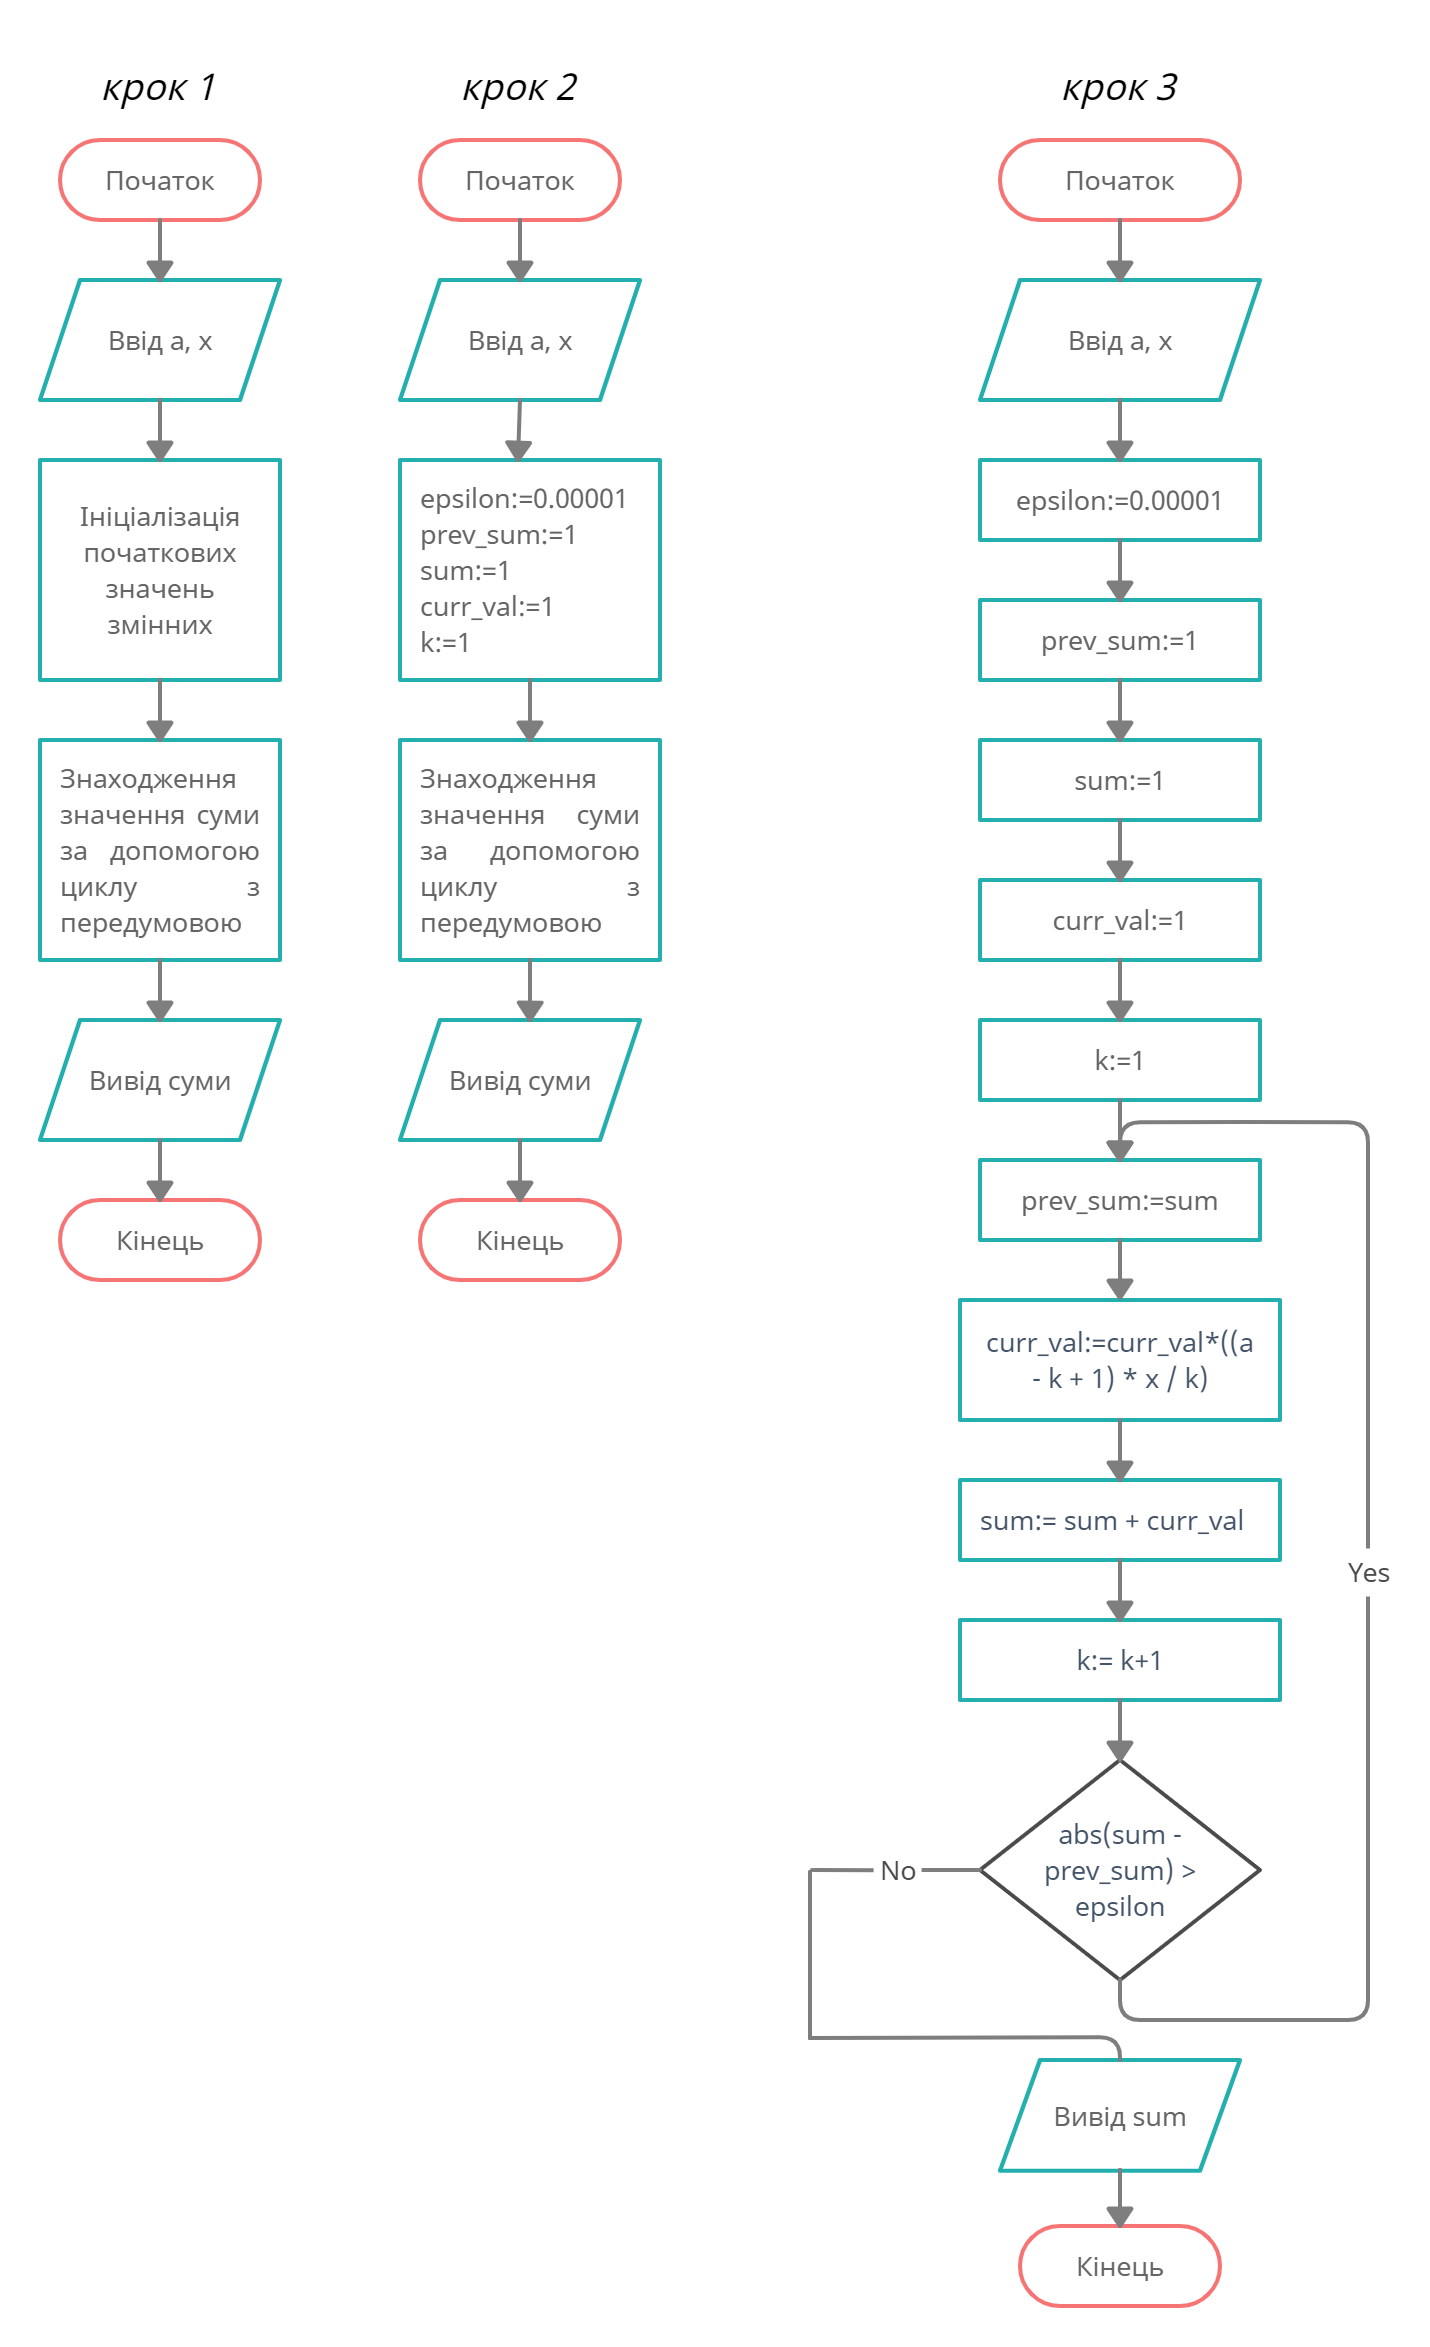 крок 1
Початок
Ввід a, x
Ініціалізація
початкових
значень
змінних
Знаходження
значення суми
за допомогою
циклу з
передумовою
Вивід суми
Кінець
крок 2
Початок
Ввід a, x
epsilon:=0.00001
prev_sum:=1
sum:=1
curr_val:=1
k:=1
Знаходження
значення суми
за допомогою
циклу з
передумовою
Вивід суми
Кінець
крок 3
Початок
Ввід a, x
epsilon:=0.00001
prev_sum:=1
sum:=1
curr_val:=1
k:=1
prev_sum:=sum
curr_val:=curr_val*((a
- k + 1) * x / k)
sum:= sum + curr_val
Yes
k:= k+1
abs(sum -
prev_sum) >
epsilon
No
Вивід sum
Кінець